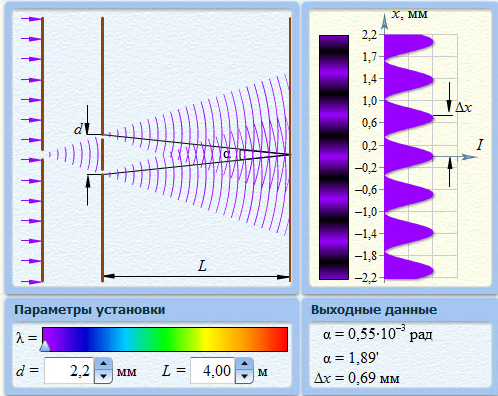 d
α
L
x, мм
2,2
1,7
1,4
1,0
0,6
0,2
–0,2
–0,6
–1,0
–1,4
–1,8
–2,2
Δx
I
Параметры установки
λ =
d = 2,2 мм L = 4,00 м
Выходные данные
α = 0,55·10⁻³ рад
α = 1,89'
Δx = 0,69 мм